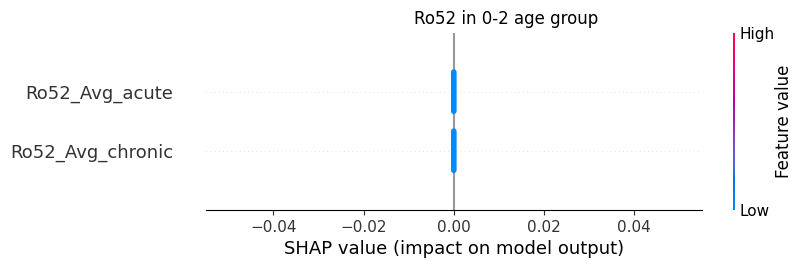 Ro52 in 0-2 age group
High
Ro52_Avg_acute
Ro52_Avg_chronic
Feature value
Low
−0.04 −0.02 0.00 0.02 0.04
SHAP value (impact on model output)